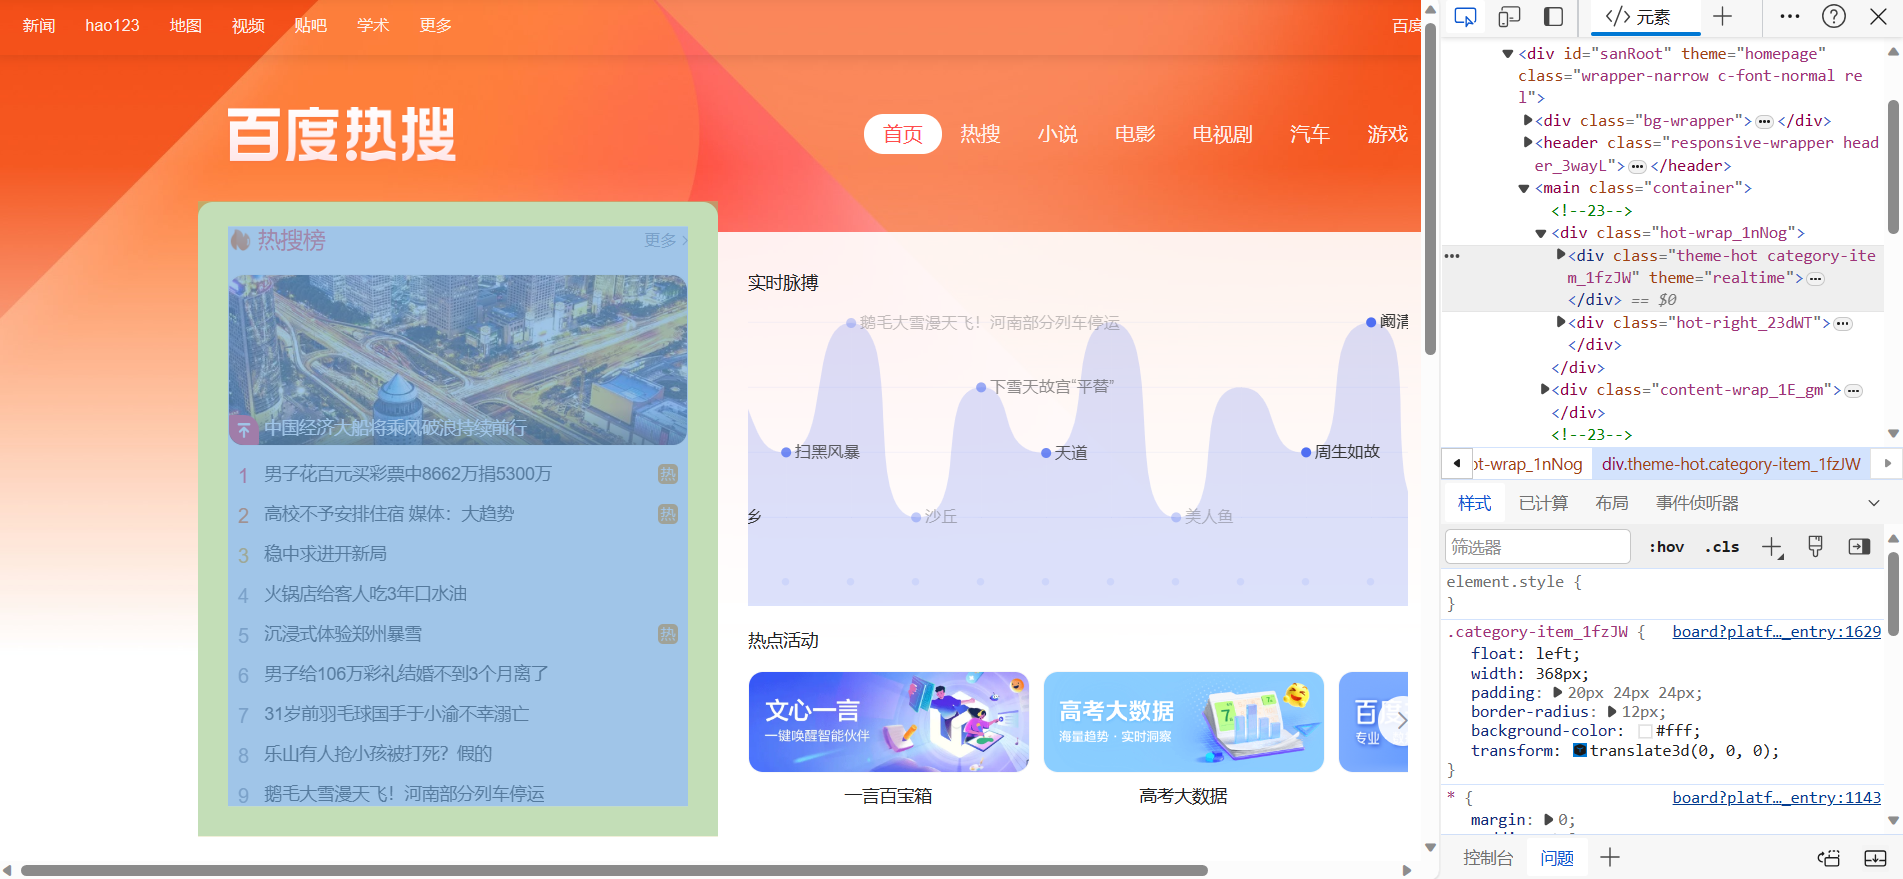 新闻 hao123 地图 视频 贴吧 学术 更多 百度
百度热搜
首页 热搜 小说 电影 电视剧 汽车 游戏
热搜榜 更多
中国经济大船将乘风破浪持续前行
1 男子花百元买彩票中8662万捐5300万 热
2 高校不予安排住宿 媒体：大趋势 热
3 稳中求进开新局
4 火锅店给客人吃3年口水油
5 沉浸式体验郑州暴雪 热
6 男子给106万彩礼结婚不到3个月离了
7 31岁前羽毛球国手于小渝不幸溺亡
8 乐山有人抢小孩被打死？假的
9 鹅毛大雪漫天飞！河南部分列车停运
实时脉搏
鹅毛大雪漫天飞！河南部分列车停运
阚清
下雪天故宫“平替”
扫黑风暴
天道
周生如故
乡
沙丘
美人鱼
热点活动
文心一言
一键唤醒智能伙伴
高考大数据
海量趋势·实时洞察
百度
专业
一言百宝箱
高考大数据
</> 元素
<div id="sanRoot" theme="homepage"
class="wrapper-narrow c-font-normal re
l">
<div class="bg-wrapper">…</div>
<header class="responsive-wrapper head
er_3wayL">…</header>
<main class="container">
<!--23-->
<div class="hot-wrap_1nNog">
<div class="theme-hot category-ite
m_1fzJW" theme="realtime">…
</div> == $0
<div class="hot-right_23dWT">…
</div>
</div>
<div class="content-wrap_1E_gm">…
</div>
<!--23-->
ot-wrap_1nNog div.theme-hot.category-item_1fzJW
样式 已计算 布局 事件侦听器
筛选器 :hov .cls
element.style {
}
.category-item_1fzJW { board?platf…_entry:1629
float: left;
width: 368px;
padding: 20px 24px 24px;
border-radius: 12px;
background-color: #fff;
transform: translate3d(0, 0, 0);
}
* { board?platf…_entry:1143
margin: 0;
控制台 问题